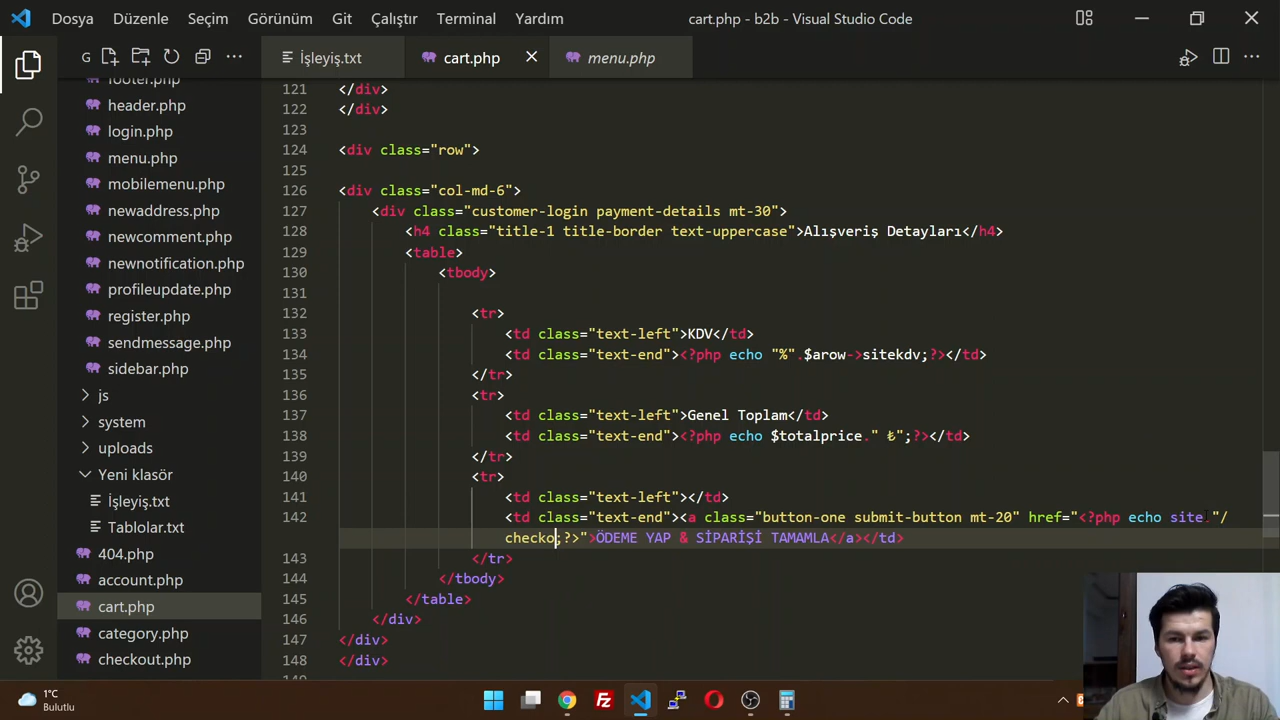 Dosya Düzenle Seçim Görünüm Git Çalıştır Terminal Yardım cart.php - b2b - Visual Studio Code
G
İşleyiş.txt cart.php menu.php
footer.php
header.php
login.php
menu.php
mobilemenu.php
newaddress.php
newcomment.php
newnotification.php
profileupdate.php
register.php
sendmessage.php
sidebar.php
js
system
uploads
Yeni klasör
İşleyiş.txt
Tablolar.txt
404.php
account.php
cart.php
category.php
checkout.php
121 </div>
122 </div>
123
124 <div class="row">
125
126 <div class="col-md-6">
127 <div class="customer-login payment-details mt-30">
128 <h4 class="title-1 title-border text-uppercase">Alışveriş Detayları</h4>
129 <table>
130 <tbody>
131
132 <tr>
133 <td class="text-left">KDV</td>
134 <td class="text-end"><?php echo "%".$arow->sitekdv;?></td>
135 </tr>
136 <tr>
137 <td class="text-left">Genel Toplam</td>
138 <td class="text-end"><?php echo $totalprice." ₺";?></td>
139 </tr>
140 <tr>
141 <td class="text-left"></td>
142 <td class="text-end"><a class="button-one submit-button mt-20" href="<?php echo site."/
checko;?>">ÖDEME YAP & SİPARİŞİ TAMAMLA</a></td>
143 </tr>
144 </tbody>
145 </table>
146 </div>
147 </div>
148 </div>
1°C
Bulutlu